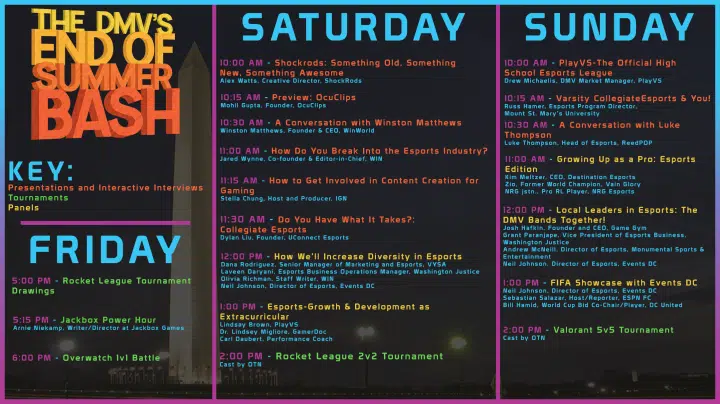 THE DMV'S
END OF
SUMMER
BASH
KEY:
Presentations and Interactive Interviews
Tournaments
Panels
FRIDAY
5:00 PM - Rocket League Tournament
Drawings
5:15 PM - Jackbox Power Hour
Arnie Niekamp, Writer/Director at Jackbox Games
6:00 PM - Overwatch 1v1 Battle
SATURDAY
10:00 AM - Shockrods: Something Old, Something
New, Something Awesome
Alex Watts, Creative Director, ShockRods
10:15 AM - Preview: OcuClips
Mohil Gupta, Founder, OcuClips
10:30 AM - A Conversation with Winston Matthews
Winston Matthews, Founder & CEO, WinWorld
11:00 AM - How Do You Break Into the Esports Industry?
Jared Wynne, Co-founder & Editor-in-Chief, WIN
11:15 AM - How to Get Involved in Content Creation for
Gaming
Stella Chung, Host and Producer, IGN
11:30 AM - Do You Have What It Takes?:
Collegiate Esports
Dylan Liu, Founder, UConnect Esports
12:00 PM - How We'll Increase Diversity in Esports
Dana Rodriguez, Senior Manager of Marketing and Esports, VYSA
Laveen Daryani, Esports Business Operations Manager, Washington Justice
Olivia Richman, Staff Writer, WIN
Neil Johnson, Director of Esports, Events DC
1:00 PM - Esports-Growth & Development as
Extracurricular
Lindsay Brown, PlayVS
Dr. Lindsey Migliore, GamerDoc
Carl Daubert, Performance Coach
2:00 PM - Rocket League 2v2 Tournament
Cast by OTN
SUNDAY
10:00 AM - PlayVS-The Official High
School Esports League
Drew Michaelis, DMV Market Manager, PlayVS
10:15 AM - Varsity CollegiateEsports & You!
Russ Hamer, Esports Program Director,
Mount St. Mary's University
10:30 AM - A Conversation with Luke
Thompson
Luke Thompson, Head of Esports, ReedPOP
11:00 AM - Growing Up as a Pro: Esports
Edition
Kim Meltzer, CEO, Destination Esports
Zio, Former World Champion, Vain Glory
NRG jstn., Pro RL Player, NRG Esports
12:00 PM - Local Leaders in Esports: The
DMV Bands Together!
Josh Hafkin, Founder and CEO, Game Gym
Grant Paranjape, Vice President of Esports Business,
Washington Justice
Andrew McNeill, Director of Esports, Monumental Sports &
Entertainment
Neil Johnson, Director of Esports, Events DC
1:00 PM - FIFA Showcase with Events DC
Neil Johnson, Director of Esports, Events DC
Sebastian Salazar, Host/Reporter, ESPN FC
Bill Hamid, World Cup Bid Co-Chair/Player, DC United
2:00 PM - Valorant 5v5 Tournament
Cast by OTN